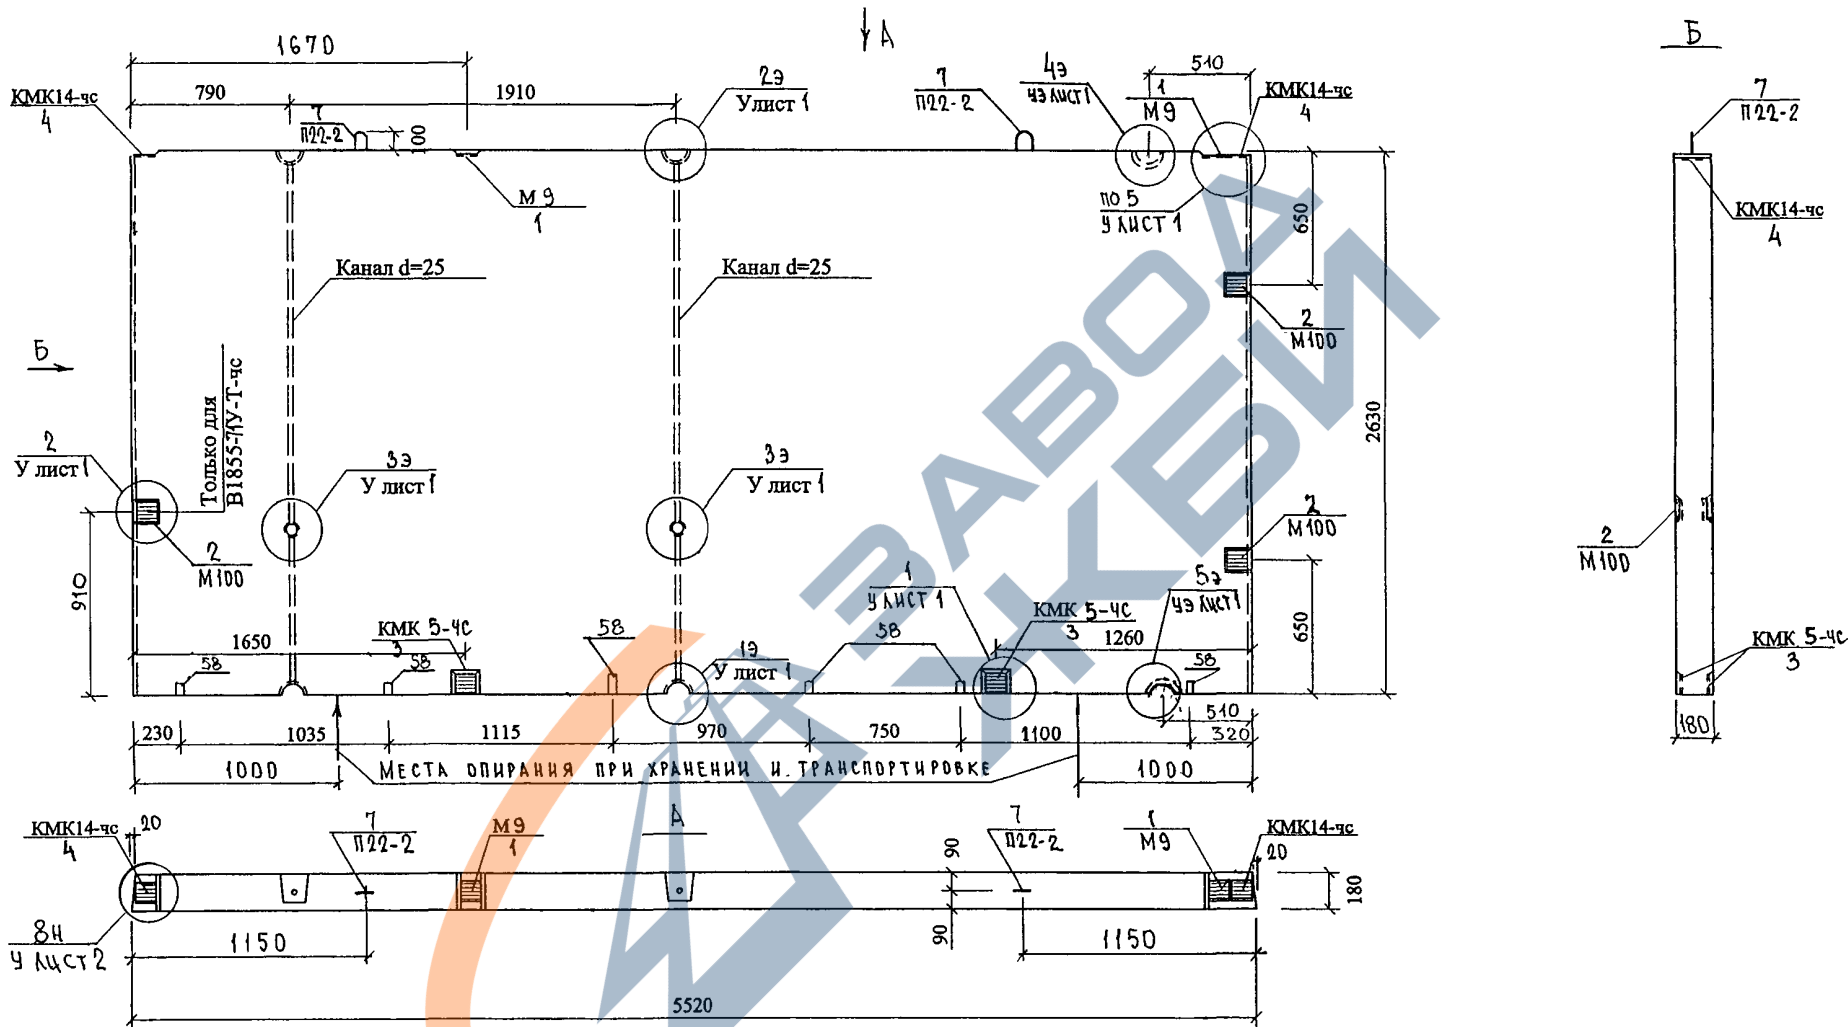 А
Б
1670
510
2э
У лист 1
7
П22-2
4э
УЭ ЛИСТ 1
1
М9
КМК14-чс
4
7
П22-2
КМК14-чс
4
790
1910
7
П22-2
100
М 9
1
по 5
У ЛИСТ 1
650
КМК14-чс
4
Канал d=25
Канал d=25
2
М100
Б
2630
Только для
В1855-71У-Т-чс
2
У лист 1
3э
У лист 1
3э
У лист 1
2
М100
2
М100
2
М100
910
1
У ЛИСТ 1
5э
УЭ ЛИСТ 1
КМК 5-ЧС
3
1650
58
58
КМК 5-ЧС
3
1260
650
58
58
1э
У лист 1
58
КМК 5-ЧС
3
510
230
1035
1115
970
750
1100
320
180
1000
МЕСТА ОПИРАНИЯ ПРИ ХРАНЕНИИ И ТРАНСПОРТИРОВКЕ
1000
А
КМК14-чс
4
20
7
П22-2
М9
1
90
7
П22-2
1
М9
КМК14-чс
20
180
8н
У ЛИСТ 2
1150
90
1150
5520
ЗАВОД
ЖБИ